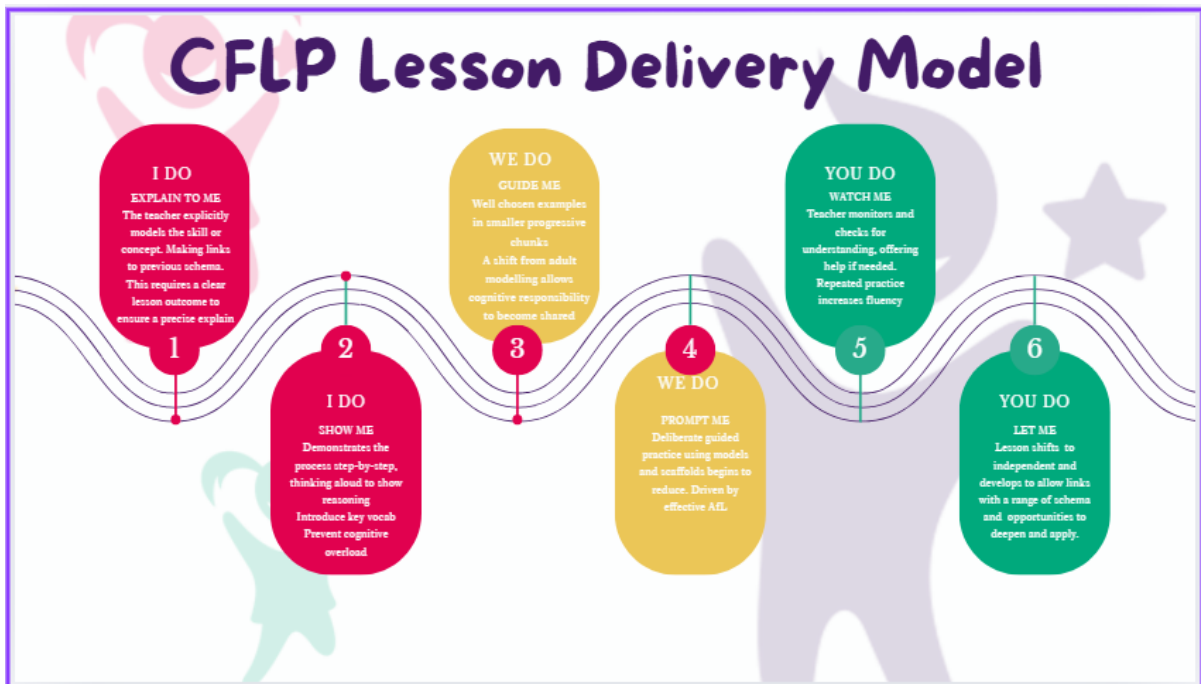 CFLP Lesson Delivery Model
I DO
EXPLAIN TO ME
The teacher explicitly
models the skill or
concept. Making links
to previous schema.
This requires a clear
lesson outcome to
ensure a precise explain
1
2
I DO
SHOW ME
Demonstrates the
process step-by-step,
thinking aloud to show
reasoning
Introduce key vocab
Prevent cognitive
overload
WE DO
GUIDE ME
Well chosen examples
in smaller progressive
chunks
A shift from adult
modelling allows
cognitive responsibility
to become shared
3
4
WE DO
PROMPT ME
Deliberate guided
practice using models
and scaffolds begins to
reduce. Driven by
effective AfL
YOU DO
WATCH ME
Teacher monitors and
checks for
understanding, offering
help if needed.
Repeated practice
increases fluency
5
6
YOU DO
LET ME
Lesson shifts to
independent and
develops to allow links
with a range of schema
and opportunities to
deepen and apply.